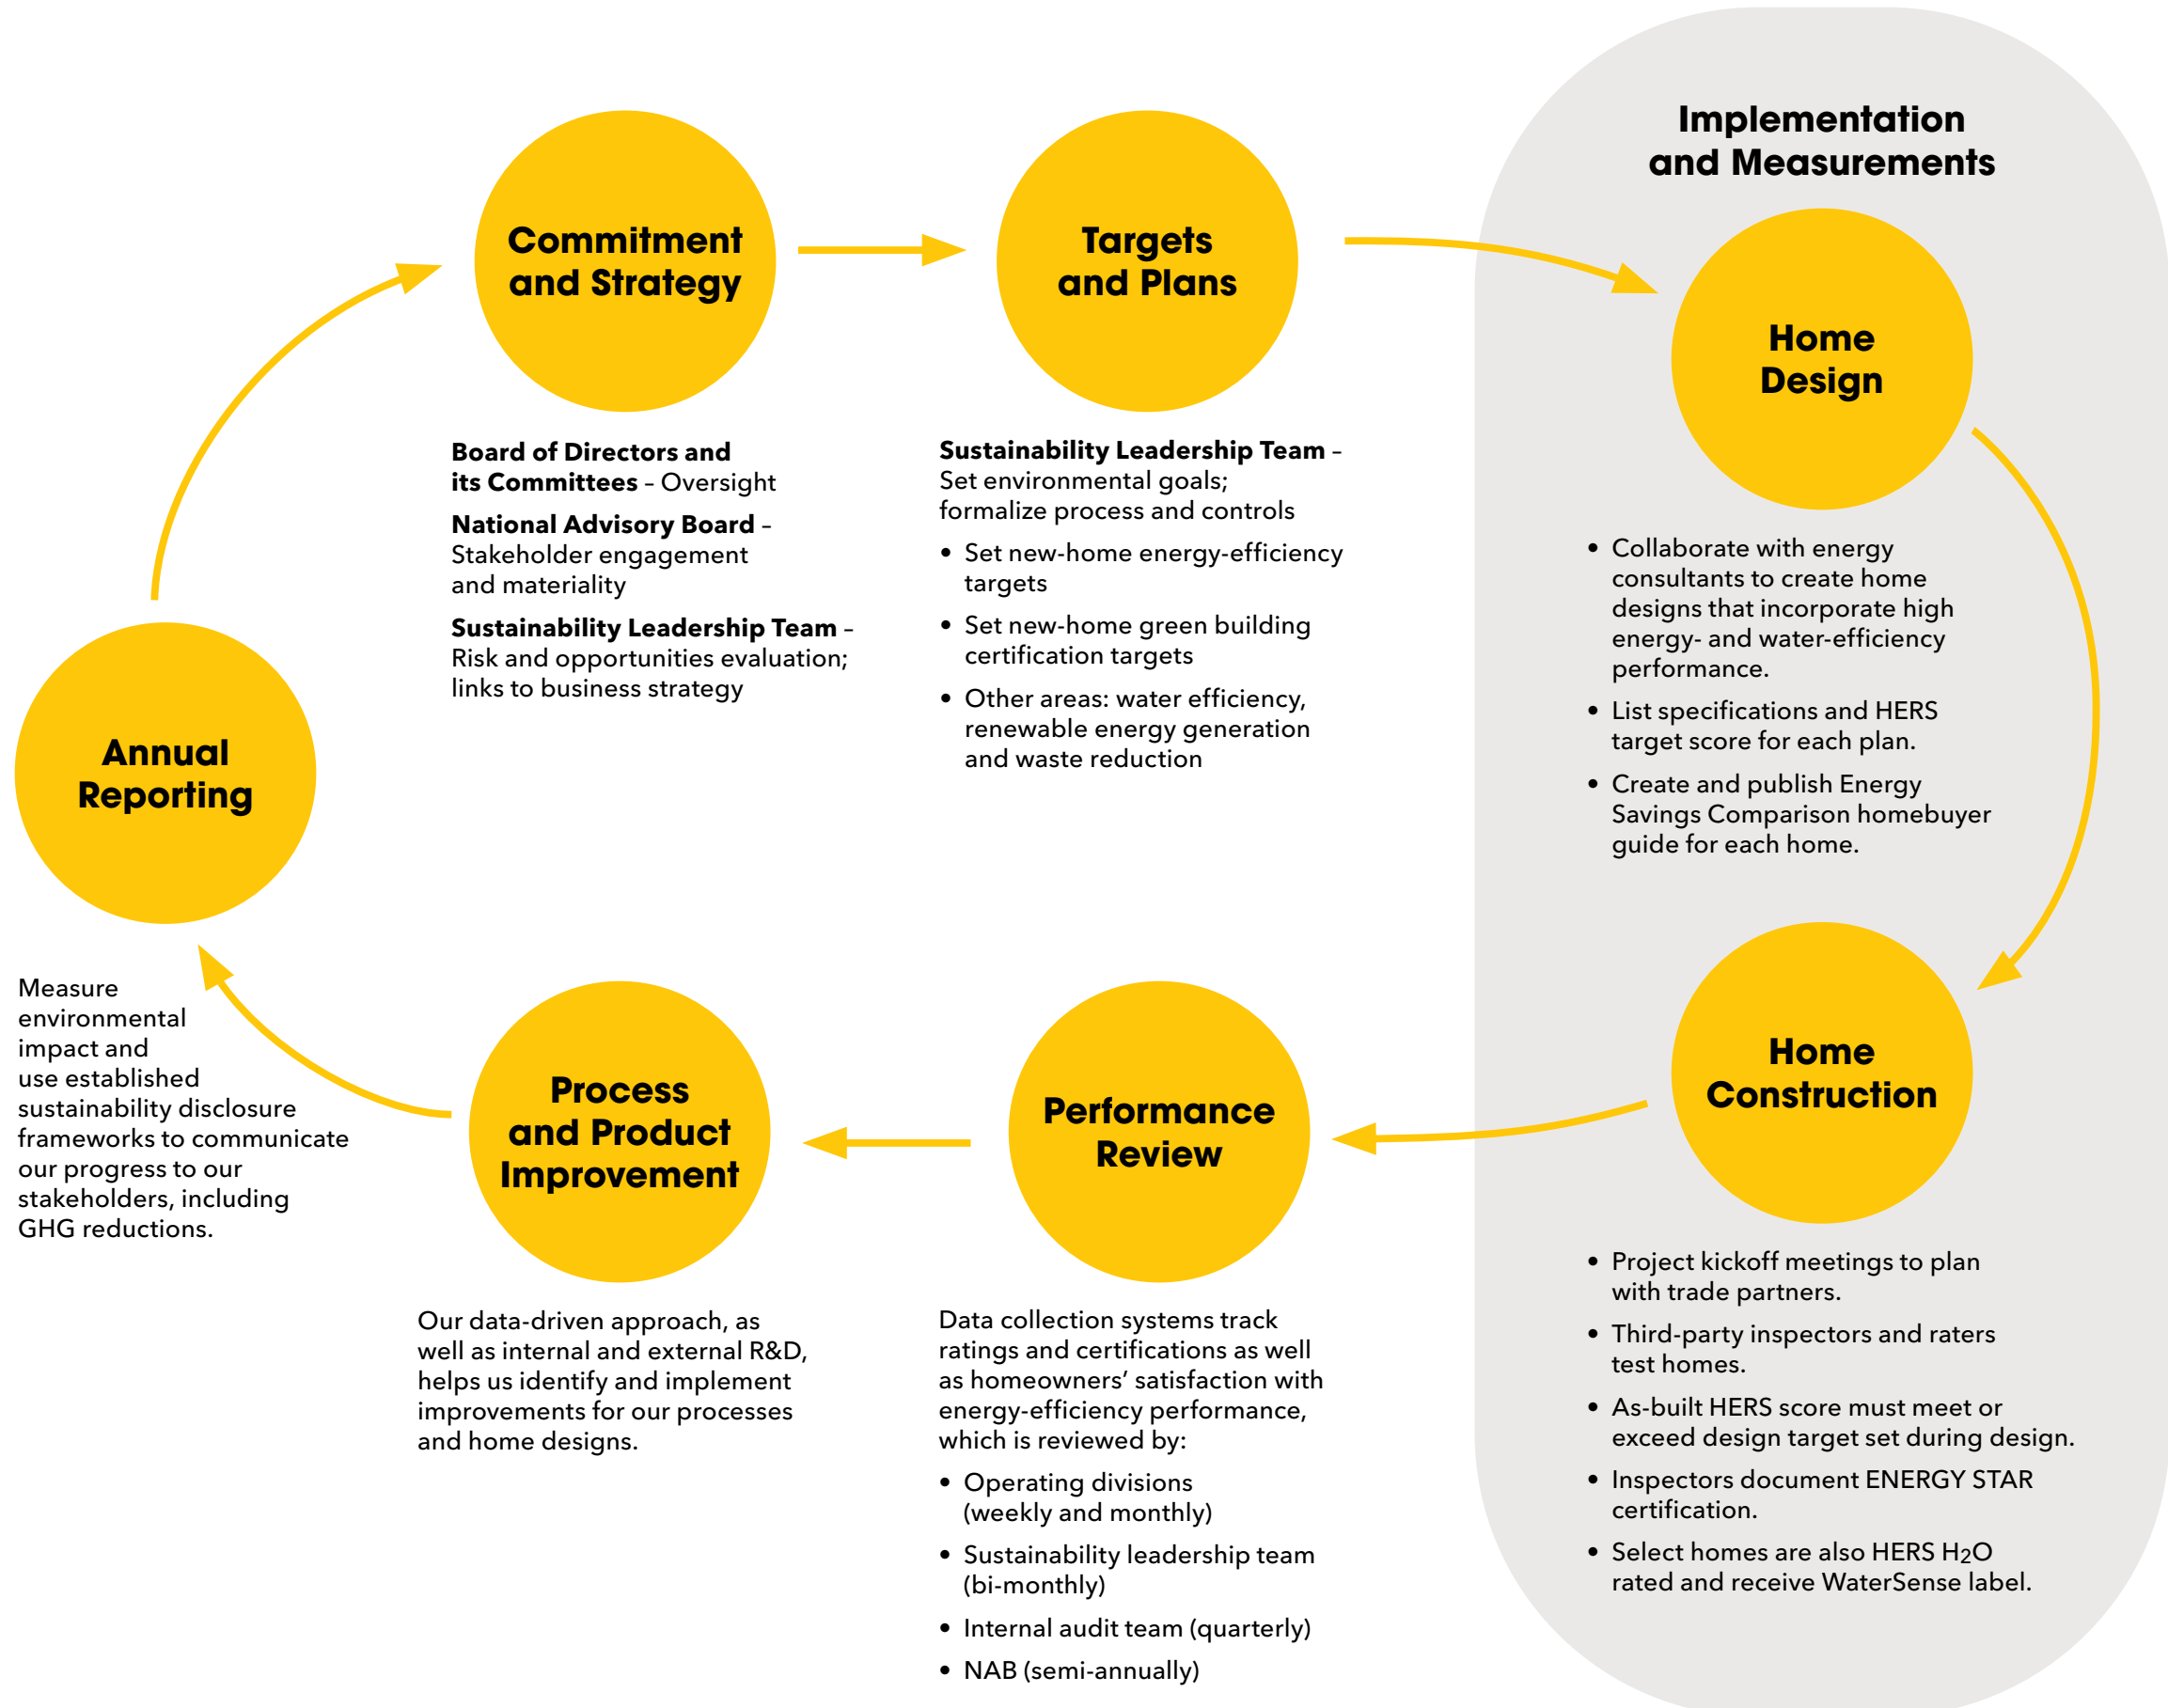 Commitment
and Strategy
Board of Directors and
its Committees – Oversight
National Advisory Board –
Stakeholder engagement
and materiality
Sustainability Leadership Team –
Risk and opportunities evaluation;
links to business strategy
Targets
and Plans
Sustainability Leadership Team –
Set environmental goals;
formalize process and controls
• Set new-home energy-efficiency
targets
• Set new-home green building
certification targets
• Other areas: water efficiency,
renewable energy generation
and waste reduction
Implementation
and Measurements
Home
Design
• Collaborate with energy
consultants to create home
designs that incorporate high
energy- and water-efficiency
performance.
• List specifications and HERS
target score for each plan.
• Create and publish Energy
Savings Comparison homebuyer
guide for each home.
Home
Construction
• Project kickoff meetings to plan
with trade partners.
• Third-party inspectors and raters
test homes.
• As-built HERS score must meet or
exceed design target set during design.
• Inspectors document ENERGY STAR
certification.
• Select homes are also HERS H2O
rated and receive WaterSense label.
Performance
Review
Data collection systems track
ratings and certifications as well
as homeowners’ satisfaction with
energy-efficiency performance,
which is reviewed by:
• Operating divisions
(weekly and monthly)
• Sustainability leadership team
(bi-monthly)
• Internal audit team (quarterly)
• NAB (semi-annually)
Process
and Product
Improvement
Our data-driven approach, as
well as internal and external R&D,
helps us identify and implement
improvements for our processes
and home designs.
Annual
Reporting
Measure
environmental
impact and
use established
sustainability disclosure
frameworks to communicate
our progress to our
stakeholders, including
GHG reductions.